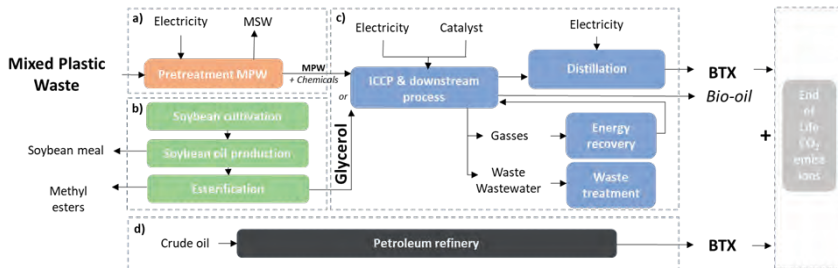 a)
Electricity
MSW
Mixed Plastic
Waste
Pretreatment MPW
MPW
+ Chemicals
or
b)
Soybean cultivation
Soybean meal
Soybean oil production
Methyl
esters
Esterification
Glycerol
c)
Electricity
Catalyst
Electricity
ICCP & downstream
process
Distillation
BTX
Bio-oil
Gasses
Energy
recovery
Waste
Wastewater
Waste
treatment
+
End
of
Life
CO₂
emiss
ions
d)
Crude oil
Petroleum refinery
BTX